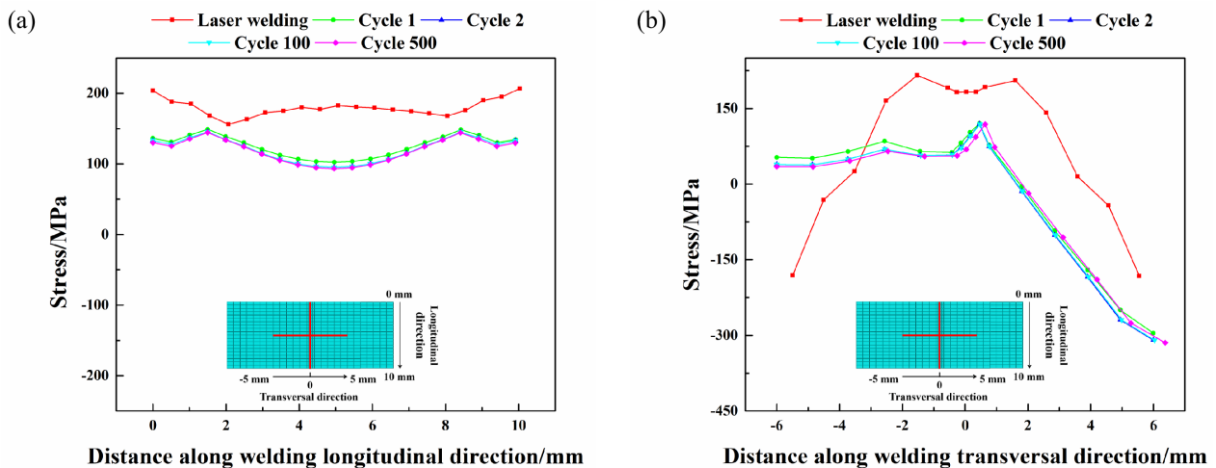 (a)
Laser welding Cycle 1 Cycle 2
Cycle 100 Cycle 500
Stress/MPa
200
100
0
-100
-200
0 2 4 6 8 10
Distance along welding longitudinal direction/mm
0 mm
Longitudinal
direction
10 mm
-5 mm 5 mm
0
Transversal direction
(b)
Laser welding Cycle 1 Cycle 2
Cycle 100 Cycle 500
Stress/MPa
150
0
-150
-300
-450
-6 -4 -2 0 2 4 6
Distance along welding transversal direction/mm
0 mm
Longitudinal
direction
10 mm
-5 mm 5 mm
0
Transversal direction